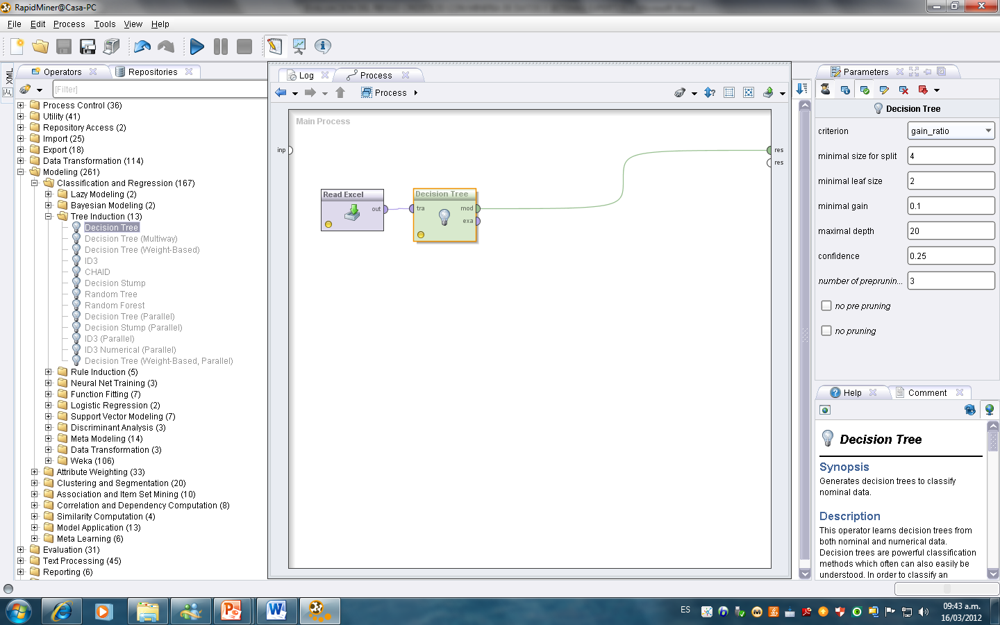 RapidMiner@Casa-PC
File Edit Process Tools View Help
XML
Operators
Repositories
[Filter]
Process Control (36)
Utility (41)
Repository Access (2)
Import (25)
Export (18)
Data Transformation (114)
Modeling (261)
Classification and Regression (167)
Lazy Modeling (2)
Bayesian Modeling (2)
Tree Induction (13)
Decision Tree
Decision Tree (Multiway)
Decision Tree (Weight-Based)
ID3
CHAID
Decision Stump
Random Tree
Random Forest
Decision Tree (Parallel)
Decision Stump (Parallel)
ID3 (Parallel)
ID3 Numerical (Parallel)
Decision Tree (Weight-Based, Parallel)
Rule Induction (5)
Neural Net Training (3)
Function Fitting (7)
Logistic Regression (2)
Support Vector Modeling (7)
Discriminant Analysis (3)
Meta Modeling (14)
Data Transformation (3)
Weka (106)
Attribute Weighting (33)
Clustering and Segmentation (20)
Association and Item Set Mining (10)
Correlation and Dependency Computation (8)
Similarity Computation (4)
Model Application (13)
Meta Learning (6)
Evaluation (31)
Text Processing (45)
Reporting (6)
Log
Process
Process
Main Process
inp
res
res
Read Excel
out
Decision Tree
tra mod
exa
Parameters
Decision Tree
criterion gain_ratio
minimal size for split 4
minimal leaf size 2
minimal gain 0.1
maximal depth 20
confidence 0.25
number of preprunin... 3
no pre pruning
no pruning
Help
Comment
Decision Tree
Synopsis
Generates decision trees to classify
nominal data.
Description
This operator learns decision trees from
both nominal and numerical data.
Decision trees are powerful classification
methods which often can also easily be
understood. In order to classify an
ES
09:43 a.m.
16/03/2012